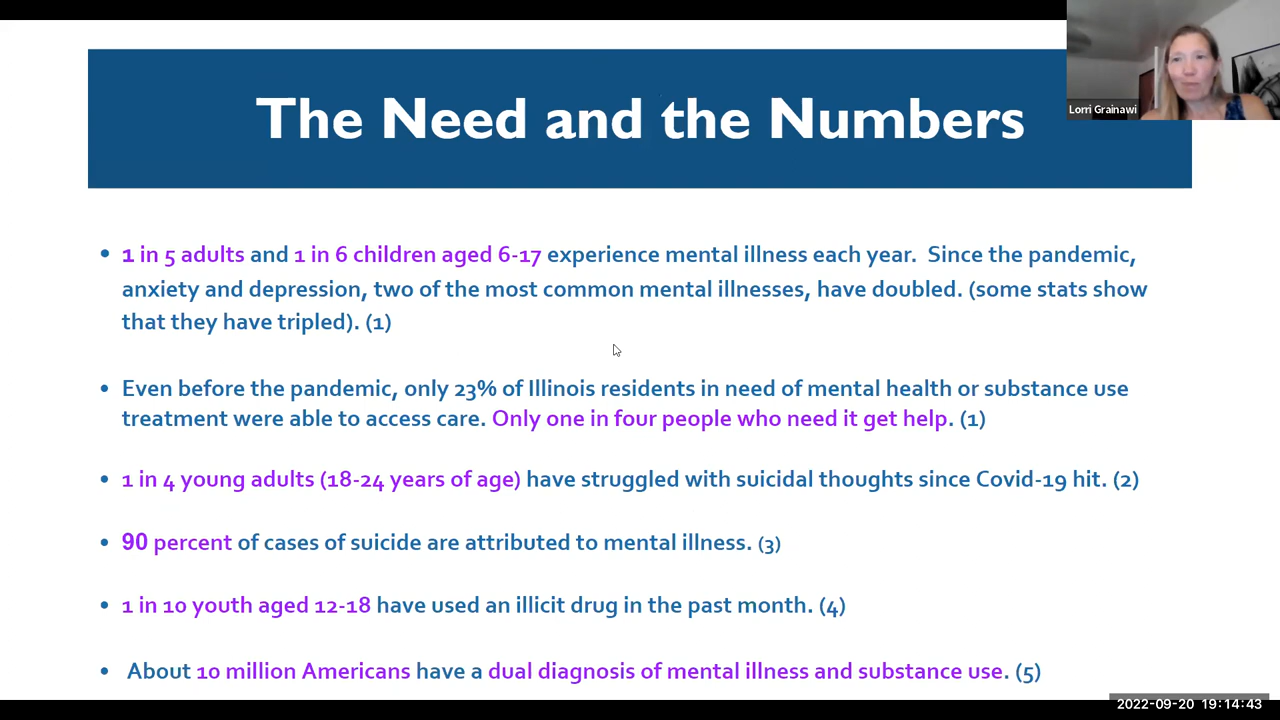 The Need and the Numbers
Lorri Grainawi
• 1 in 5 adults and 1 in 6 children aged 6-17 experience mental illness each year.  Since the pandemic,
anxiety and depression, two of the most common mental illnesses, have doubled. (some stats show
that they have tripled). (1)
• Even before the pandemic, only 23% of Illinois residents in need of mental health or substance use
treatment were able to access care. Only one in four people who need it get help. (1)
• 1 in 4 young adults (18-24 years of age) have struggled with suicidal thoughts since Covid-19 hit. (2)
• 90 percent of cases of suicide are attributed to mental illness. (3)
• 1 in 10 youth aged 12-18 have used an illicit drug in the past month. (4)
• About 10 million Americans have a dual diagnosis of mental illness and substance use. (5)
2022-09-20 19:14:43